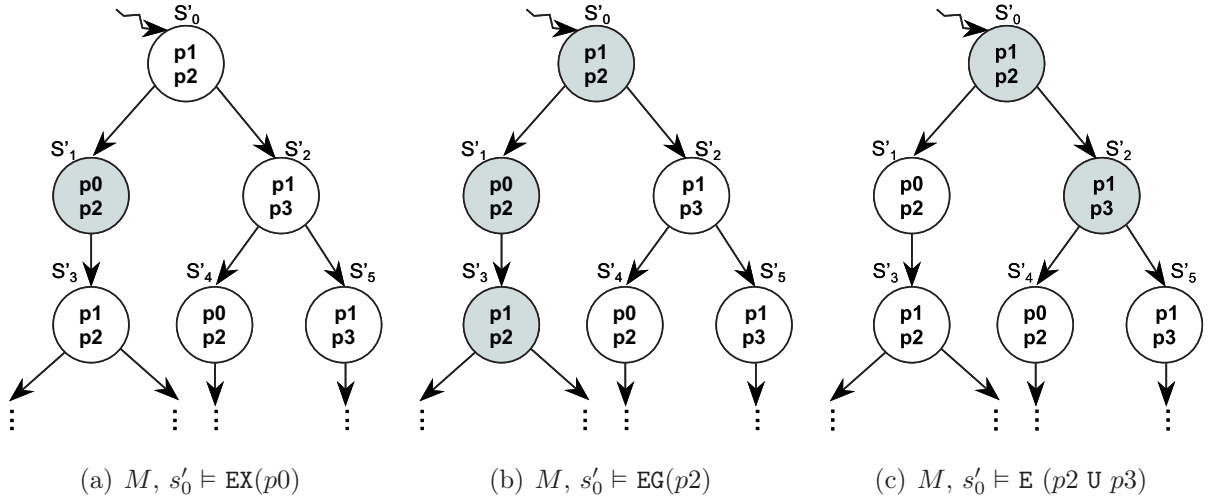 S'0 S'0 S'0
p1 p1 p1
p2 p2 p2
S'1 S'2 S'1 S'2 S'1 S'2
p0 p1 p0 p1 p0 p1
p2 p3 p2 p3 p2 p3
S'3 S'4 S'5 S'3 S'4 S'5 S'3 S'4 S'5
p1 p0 p1 p1 p0 p1 p1 p0 p1
p2 p2 p3 p2 p2 p3 p2 p2 p3
(a) M, s′0 ⊨ EX(p0) (b) M, s′0 ⊨ EG(p2) (c) M, s′0 ⊨ E (p2 U p3)